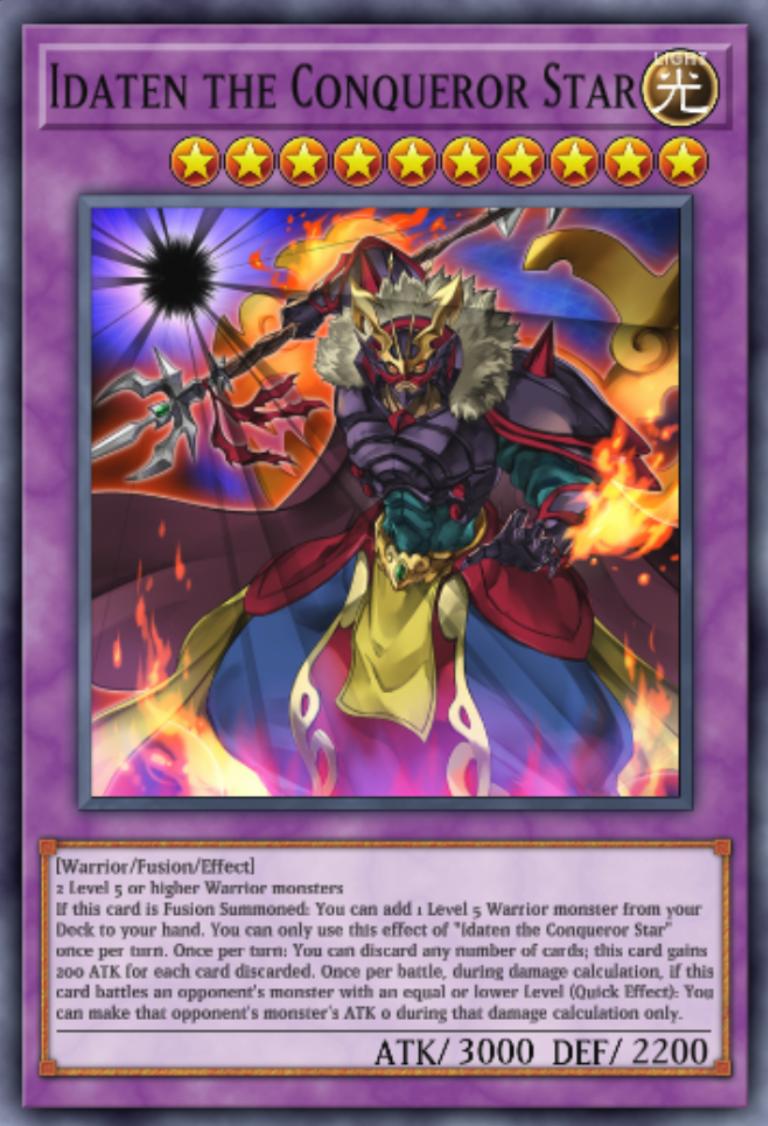 Idaten the Conqueror Star
LIGHT
光
[Warrior/Fusion/Effect]
2 Level 5 or higher Warrior monsters
If this card is Fusion Summoned: You can add 1 Level 5 Warrior monster from your
Deck to your hand. You can only use this effect of "Idaten the Conqueror Star"
once per turn. Once per turn: You can discard any number of cards; this card gains
200 ATK for each card discarded. Once per battle, during damage calculation, if this
card battles an opponent's monster with an equal or lower Level (Quick Effect): You
can make that opponent's monster's ATK 0 during that damage calculation only.
ATK/ 3000 DEF/ 2200